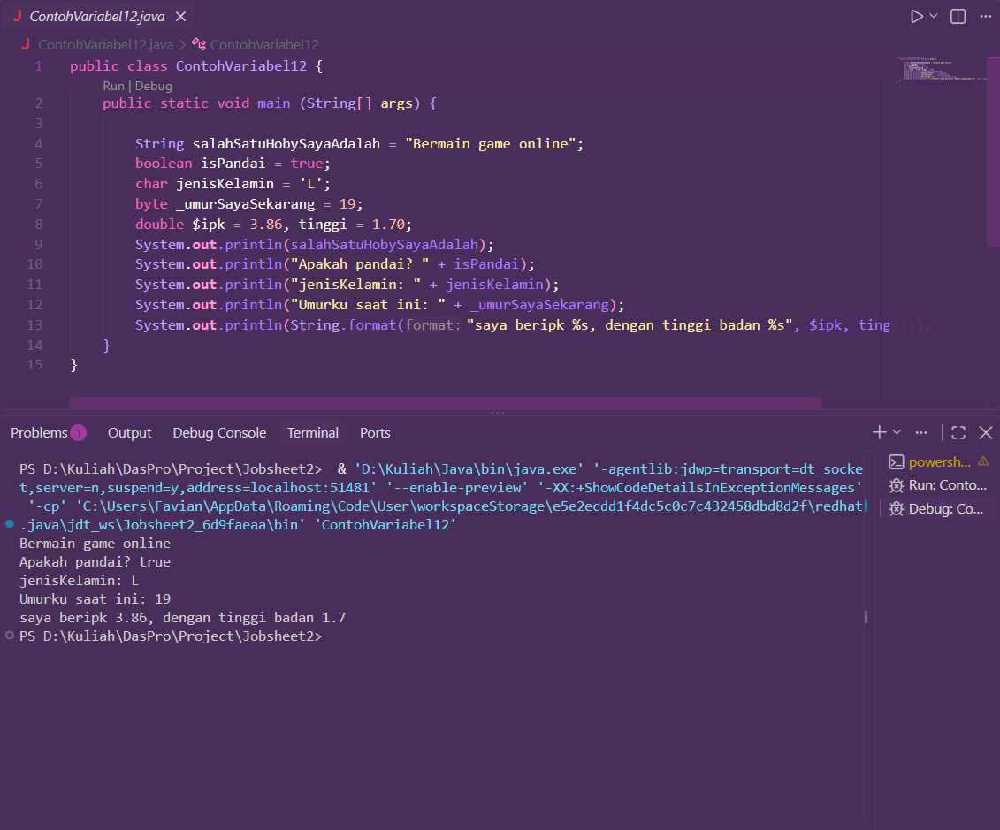 J ContohVariabel12.java
J ContohVariabel12.java > ContohVariabel12
1 public class ContohVariabel12 {
Run | Debug
2 public static void main (String[] args) {
3
4 String salahSatuHobySayaAdalah = "Bermain game online";
5 boolean isPandai = true;
6 char jenisKelamin = 'L';
7 byte _umurSayaSekarang = 19;
8 double $ipk = 3.86, tinggi = 1.70;
9 System.out.println(salahSatuHobySayaAdalah);
10 System.out.println("Apakah pandai? " + isPandai);
11 System.out.println("jenisKelamin: " + jenisKelamin);
12 System.out.println("Umurku saat ini: " + _umurSayaSekarang);
13 System.out.println(String.format(format: "saya beripk %s, dengan tinggi badan %s", $ipk, tinggi));
14 }
15 }
Problems 1 Output Debug Console Terminal Ports
PS D:\Kuliah\DasPro\Project\Jobsheet2> & 'D:\Kuliah\Java\bin\java.exe' '-agentlib:jdwp=transport=dt_socke
t,server=n,suspend=y,address=localhost:51481' '--enable-preview' '-XX:+ShowCodeDetailsInExceptionMessages'
'-cp' 'C:\Users\Favian\AppData\Roaming\Code\User\workspaceStorage\e5e2ecdd1f4dc5c0c7c432458dbd8d2f\redhat
.java\jdt_ws\Jobsheet2_6d9faeaa\bin' 'ContohVariabel12'
Bermain game online
Apakah pandai? true
jenisKelamin: L
Umurku saat ini: 19
saya beripk 3.86, dengan tinggi badan 1.7
PS D:\Kuliah\DasPro\Project\Jobsheet2>
powersh...
Run: Conto...
Debug: Co...